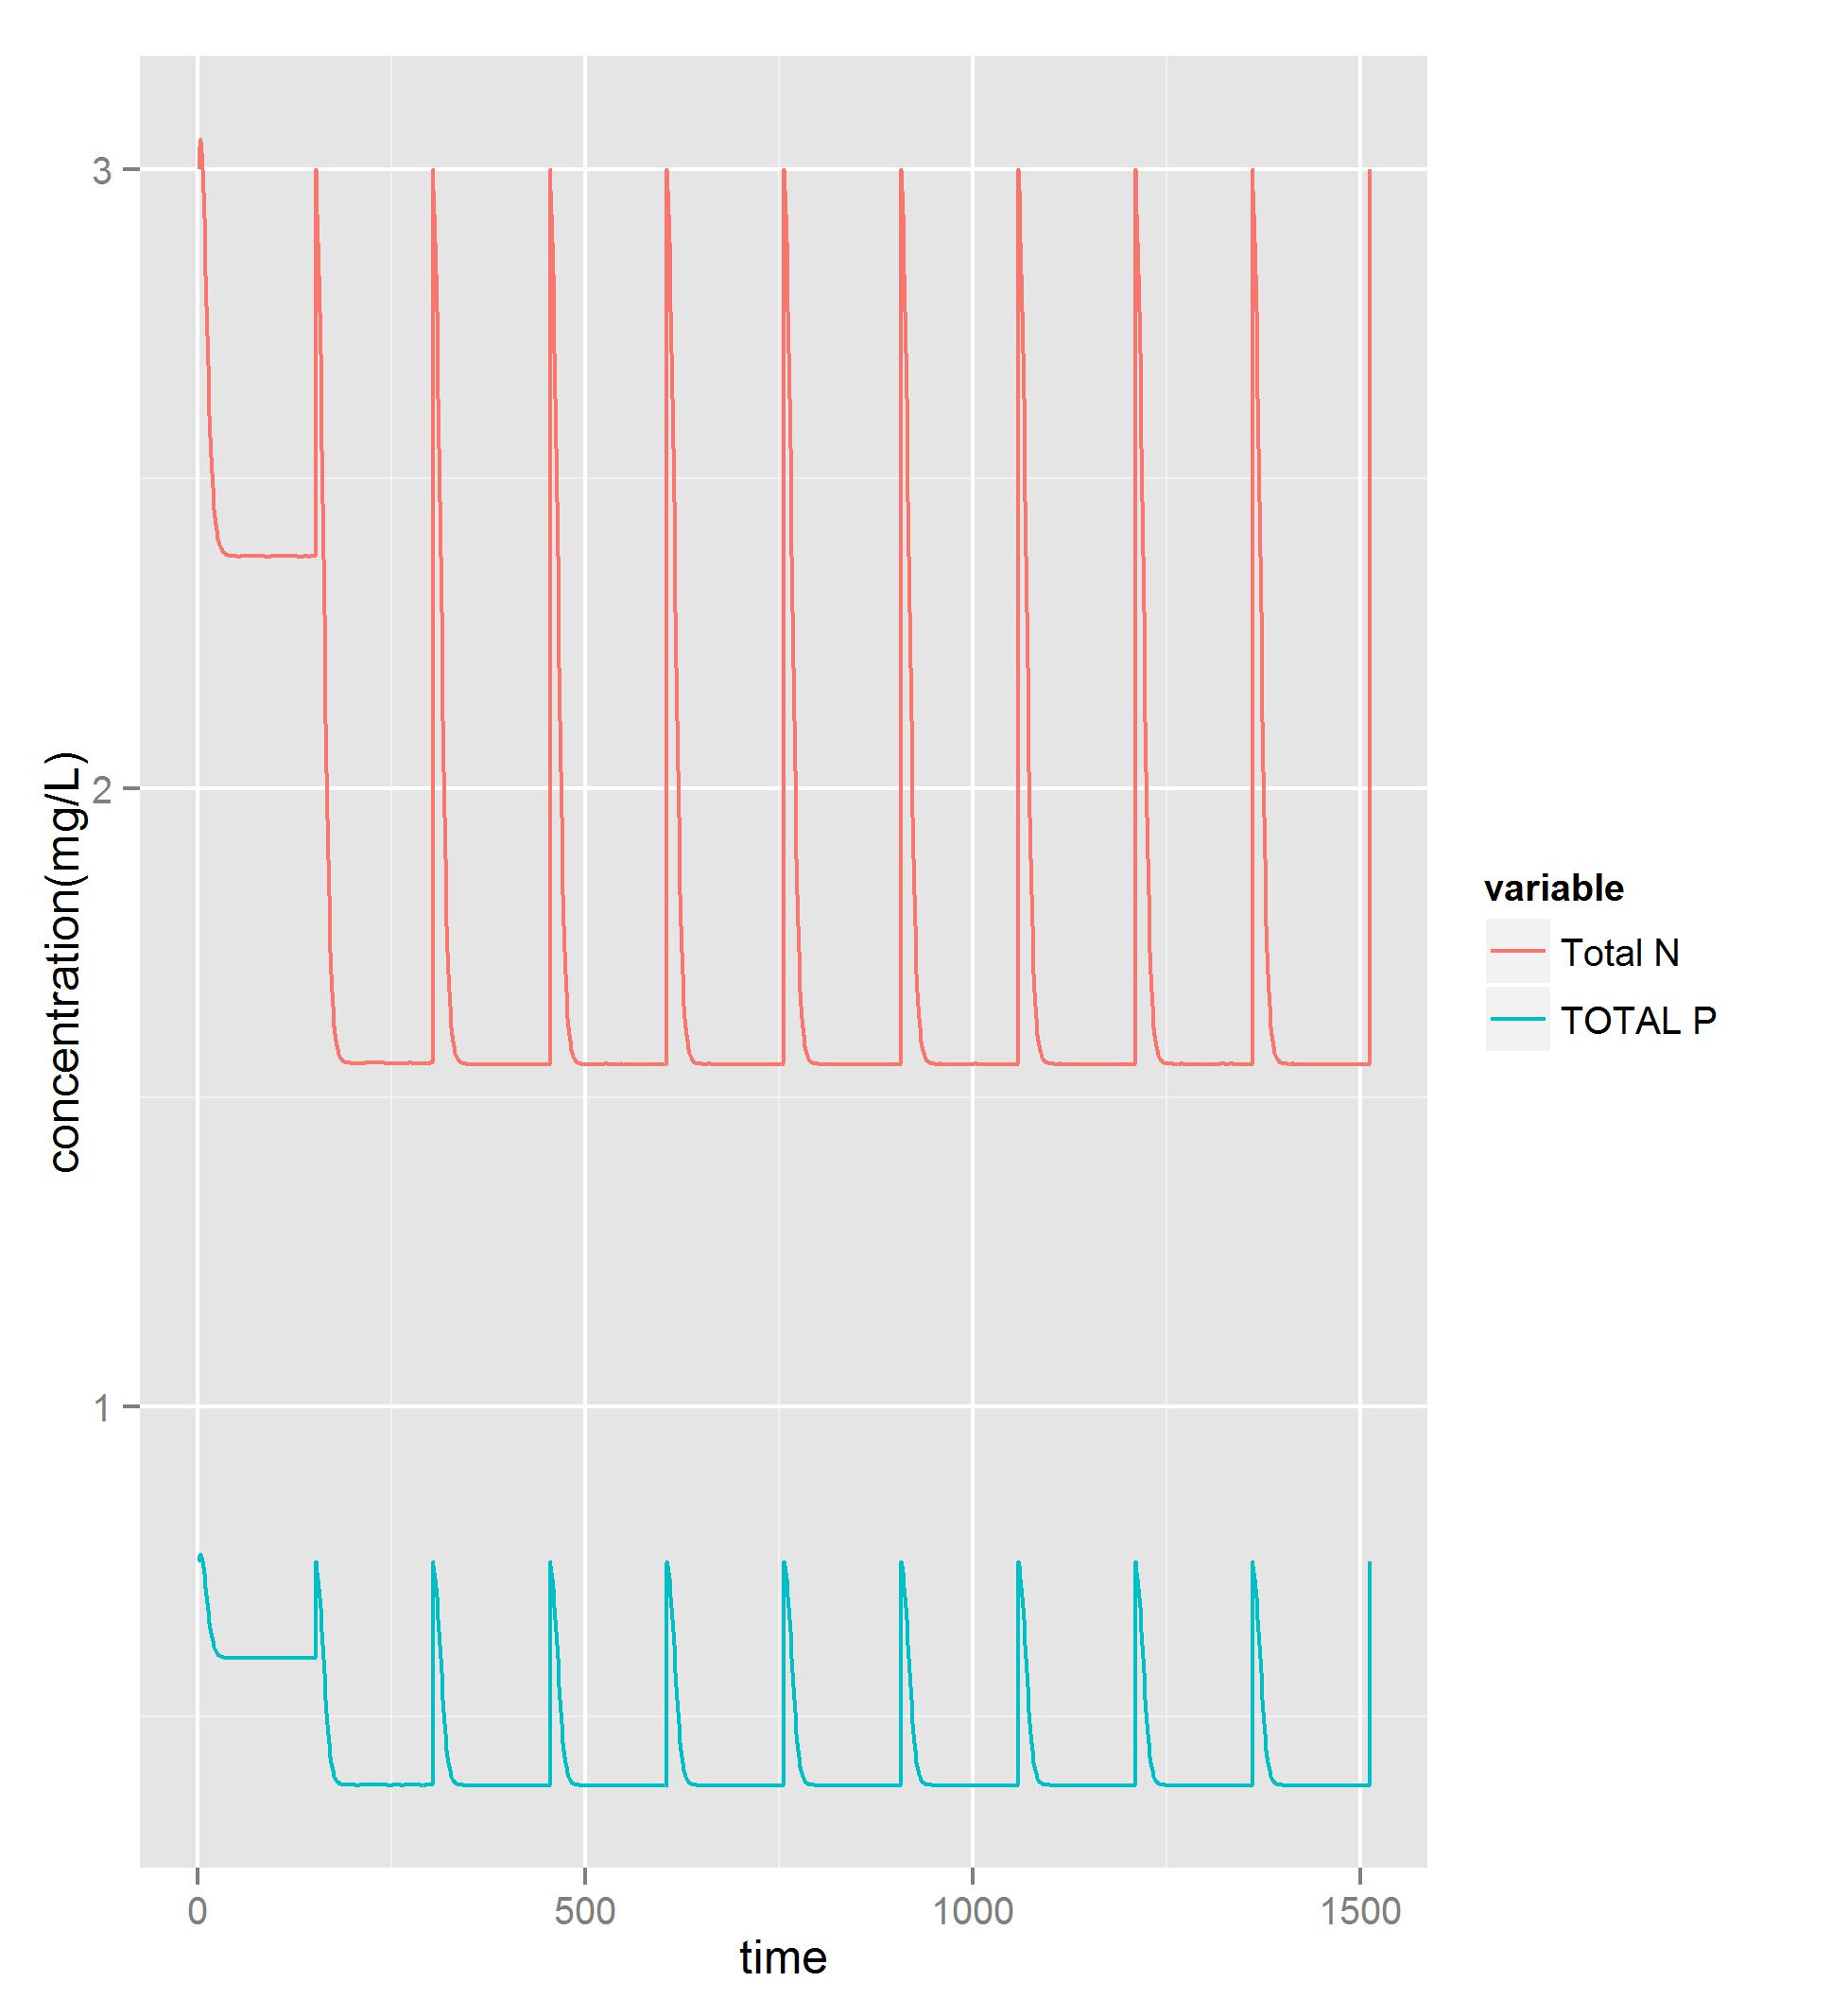 concentration(mg/L)
3
2
1
0
500
1000
1500
time
variable
Total N
TOTAL P